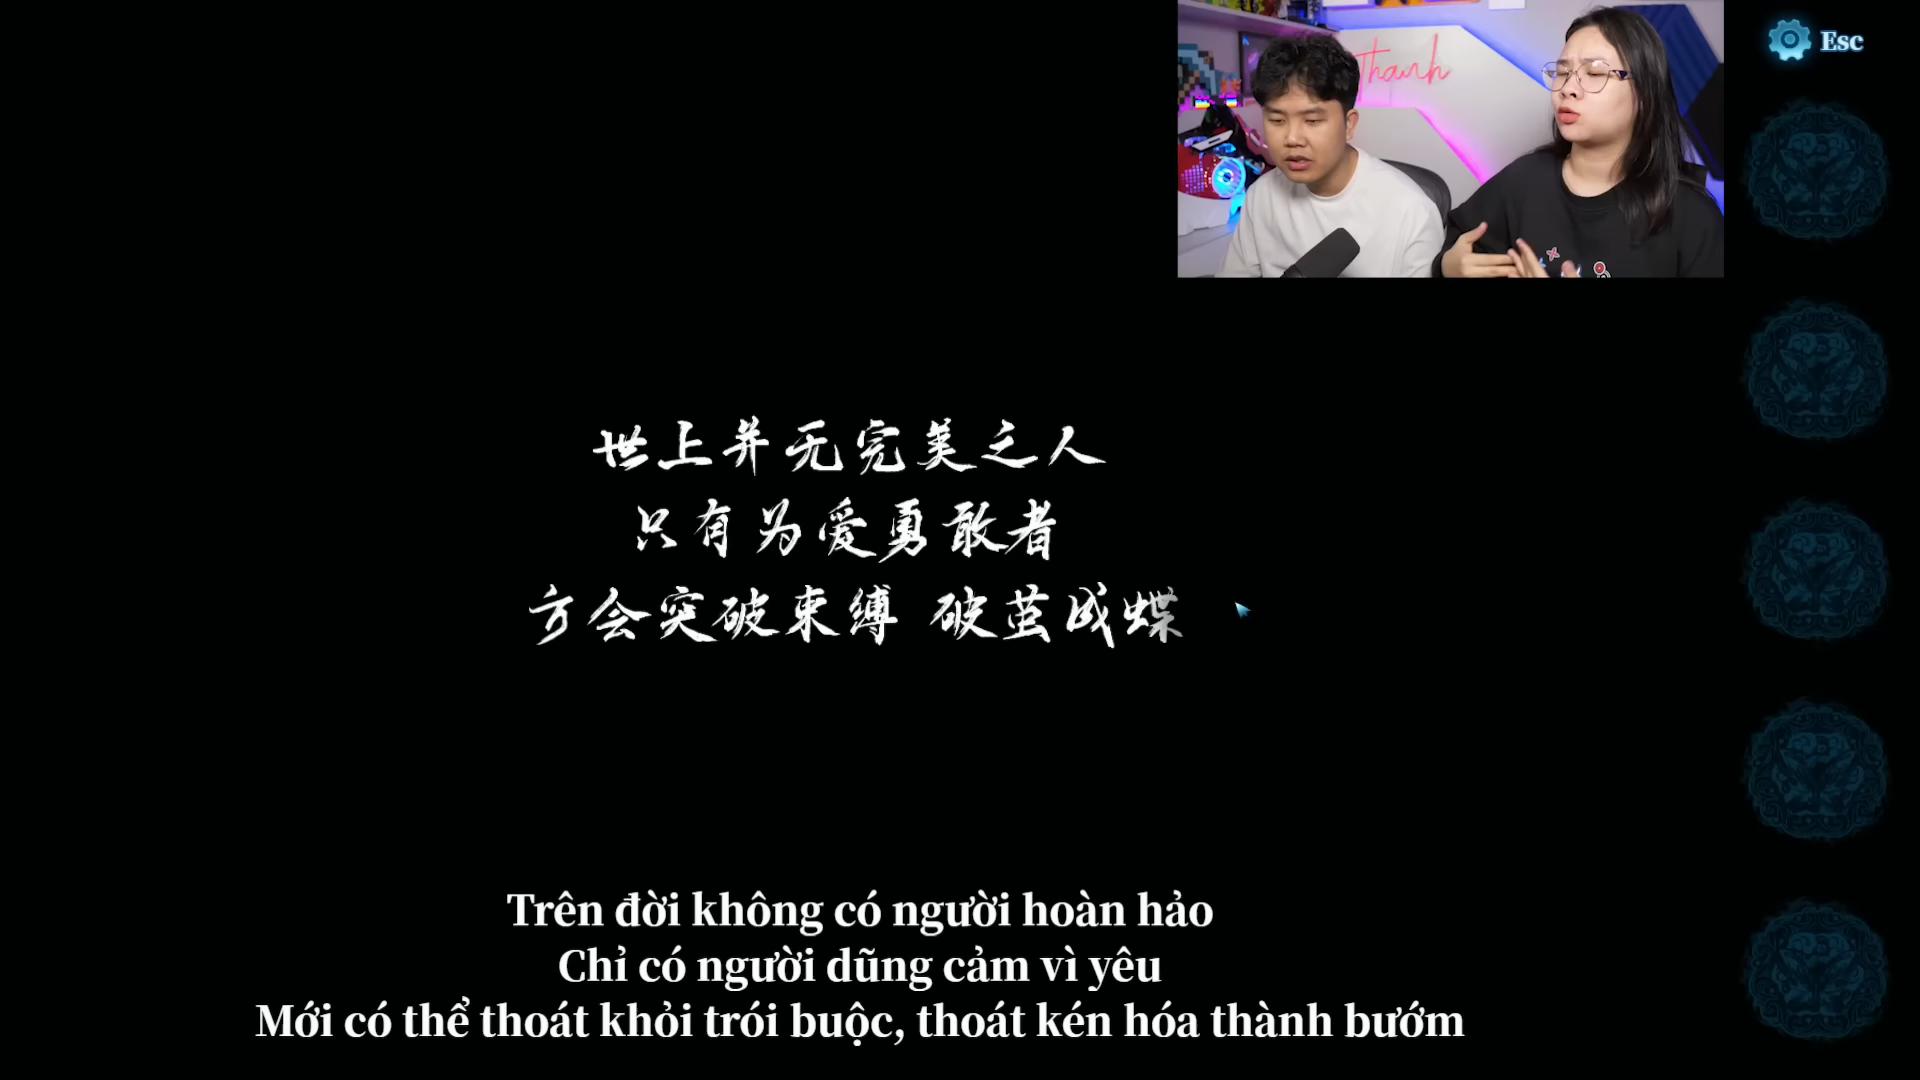 Thanh
Esc
世上并无完美之人
只有为爱勇敢者
方会突破束缚 破茧成蝶
Trên đời không có người hoàn hảo
Chỉ có người dũng cảm vì yêu
Mới có thể thoát khỏi trói buộc, thoát kén hóa thành bướm